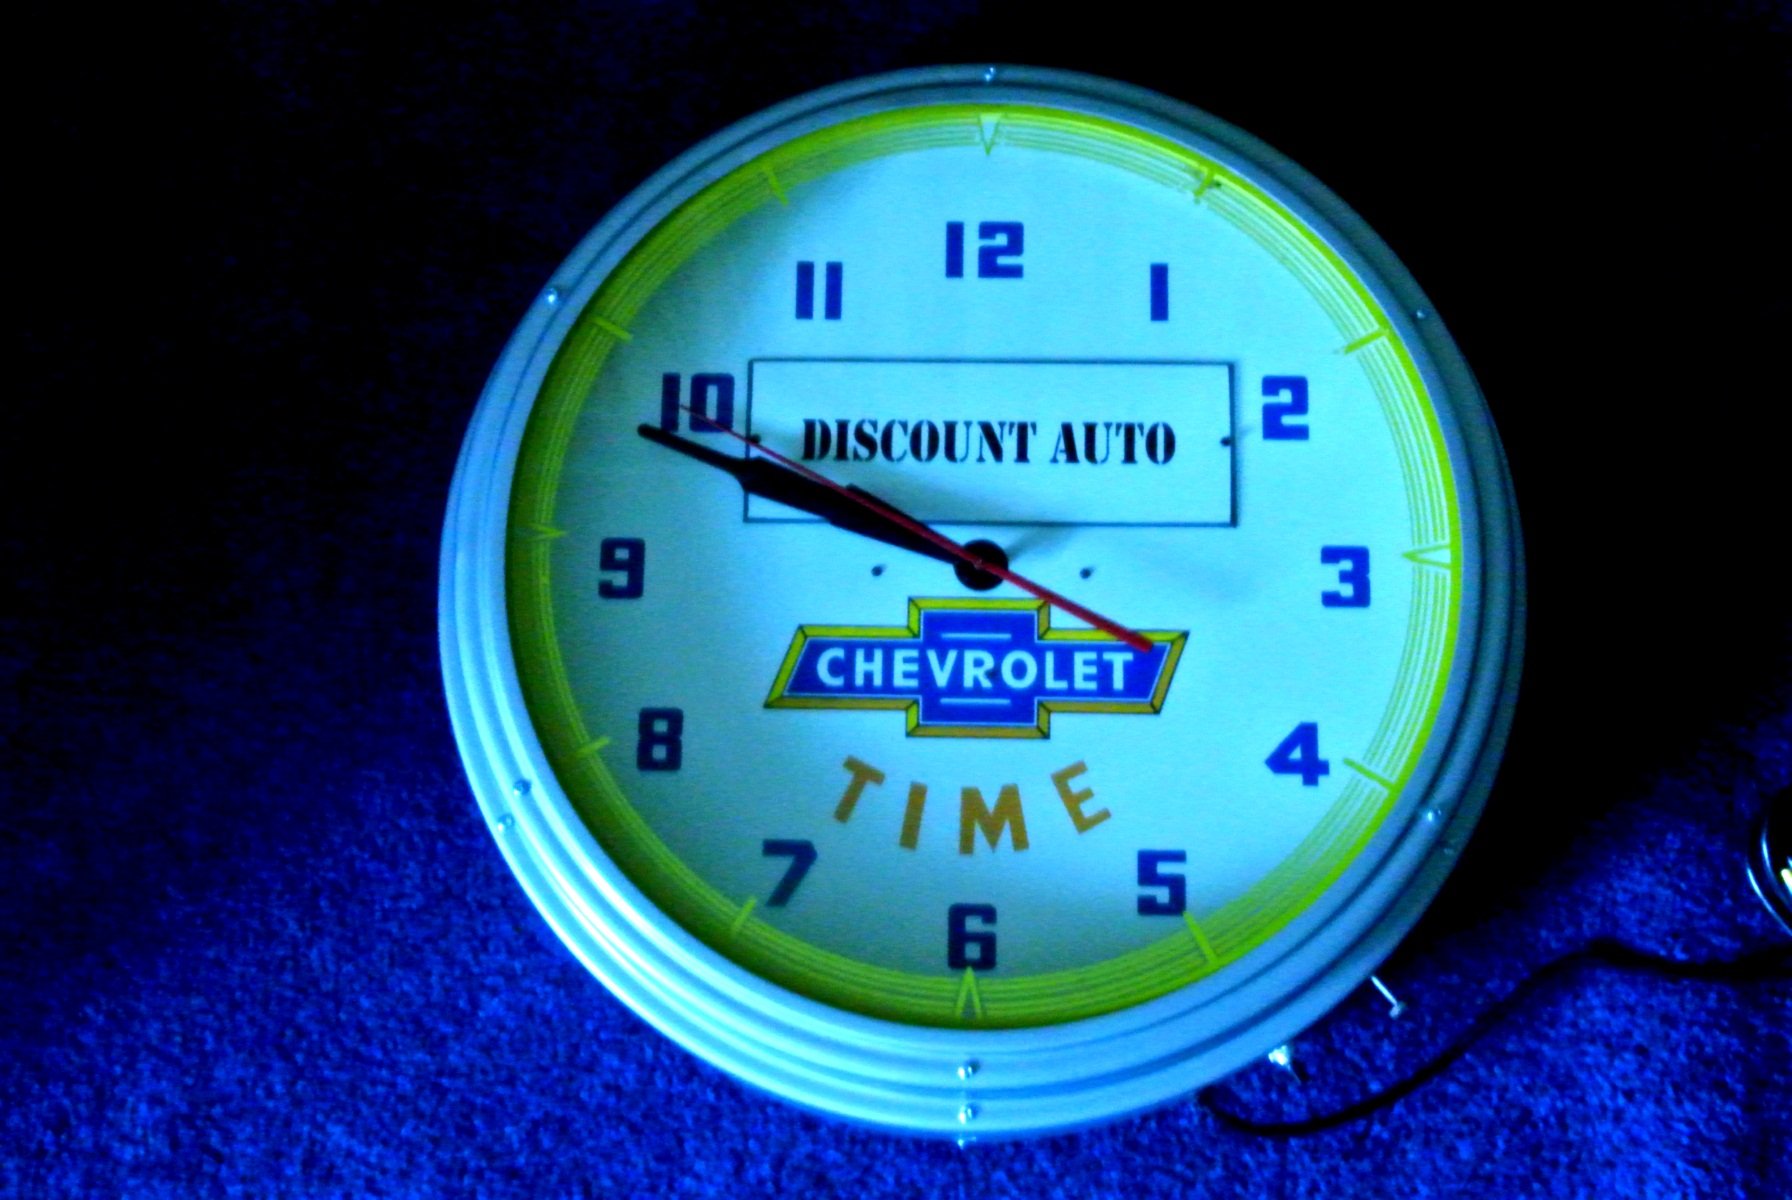 12
11 1
10 2
DISCOUNT AUTO
9 3
CHEVROLET
8 4
TIME
7 5
6